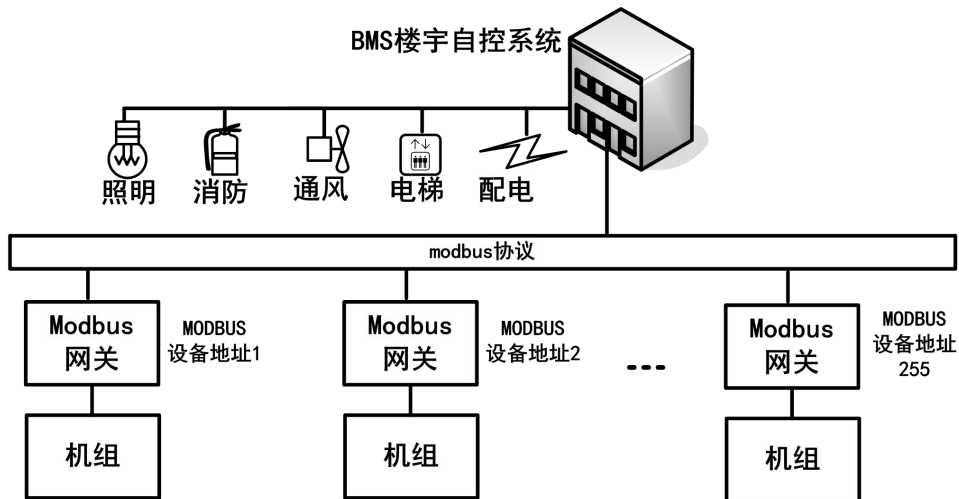 BMS楼宇自控系统
照明
消防
通风
电梯
配电
modbus协议
Modbus
网关
MODBUS
设备地址1
Modbus
网关
MODBUS
设备地址2
---
Modbus
网关
MODBUS
设备地址
255
机组
机组
机组